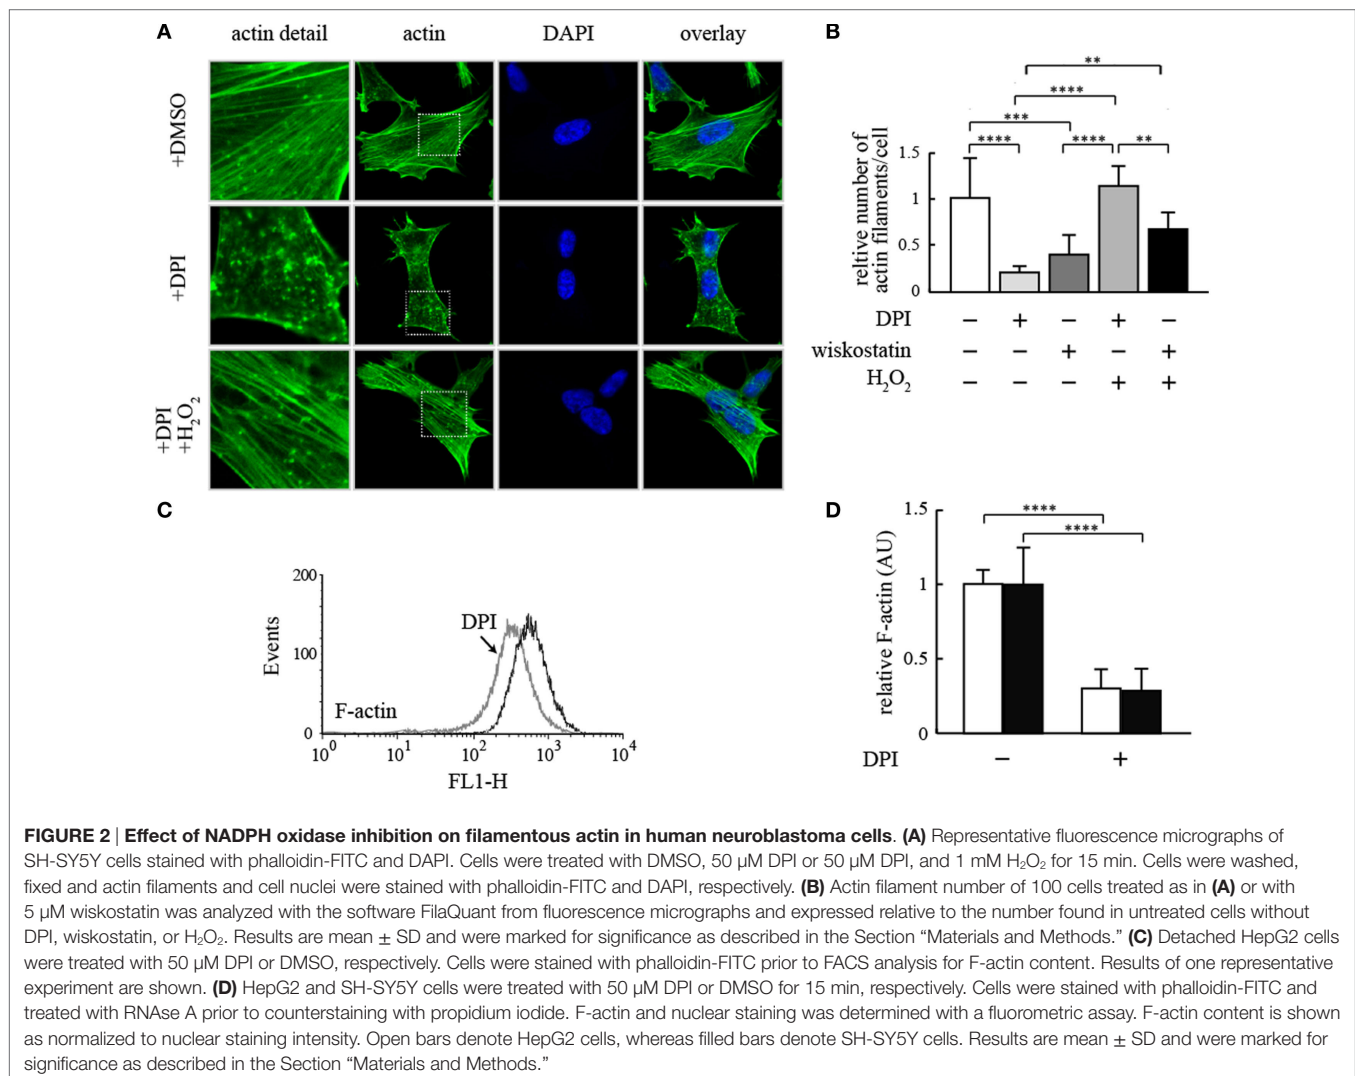 A
actin detail
actin
DAPI
overlay
+DMSO
+DPI
+DPI
+H₂O₂
B
**
****
***
**** **** **
reltive number of
actin filaments/cell
1.5
1
0.5
0
DPI − + − + −
wiskostatin − − + − +
H₂O₂ − − − + +
C
200
100
0
Events
DPI
F-actin
10⁰ 10¹ 10² 10³ 10⁴
FL1-H
D
****
****
relative F-actin (AU)
1.5
1
0.5
0
DPI − +
FIGURE 2 | Effect of NADPH oxidase inhibition on filamentous actin in human neuroblastoma cells. (A) Representative fluorescence micrographs of
SH-SY5Y cells stained with phalloidin-FITC and DAPI. Cells were treated with DMSO, 50 µM DPI or 50 µM DPI, and 1 mM H₂O₂ for 15 min. Cells were washed,
fixed and actin filaments and cell nuclei were stained with phalloidin-FITC and DAPI, respectively. (B) Actin filament number of 100 cells treated as in (A) or with
5 µM wiskostatin was analyzed with the software FilaQuant from fluorescence micrographs and expressed relative to the number found in untreated cells without
DPI, wiskostatin, or H₂O₂. Results are mean ± SD and were marked for significance as described in the Section “Materials and Methods.” (C) Detached HepG2 cells
were treated with 50 µM DPI or DMSO, respectively. Cells were stained with phalloidin-FITC prior to FACS analysis for F-actin content. Results of one representative
experiment are shown. (D) HepG2 and SH-SY5Y cells were treated with 50 µM DPI or DMSO for 15 min, respectively. Cells were stained with phalloidin-FITC and
treated with RNAse A prior to counterstaining with propidium iodide. F-actin and nuclear staining was determined with a fluorometric assay. F-actin content is shown
as normalized to nuclear staining intensity. Open bars denote HepG2 cells, whereas filled bars denote SH-SY5Y cells. Results are mean ± SD and were marked for
significance as described in the Section “Materials and Methods.”